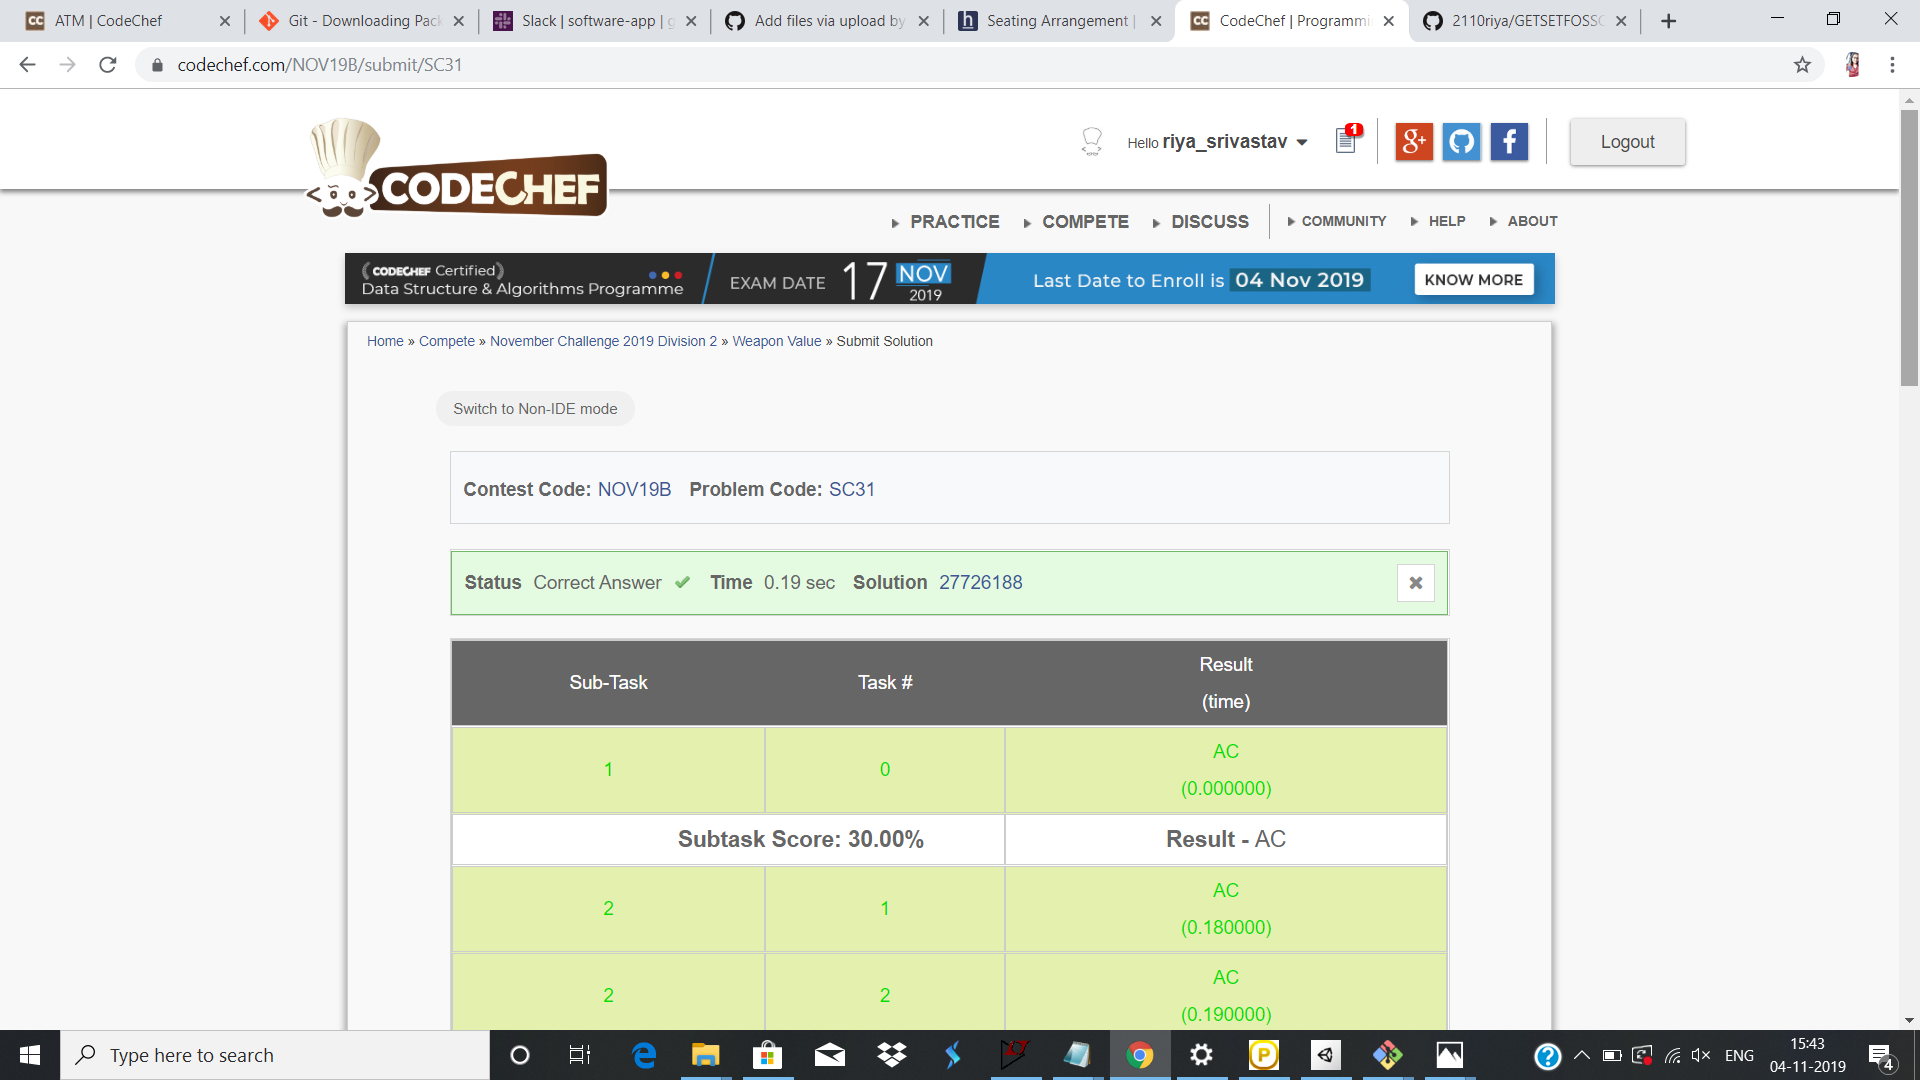 ATM | CodeChef
Git - Downloading Pac
Slack | software-app | g
Add files via upload by
Seating Arrangement |
CodeChef | Programmi
2110riya/GETSETFOSSC
codechef.com/NOV19B/submit/SC31
CODECHEF
Hello riya_srivastav
1
Logout
PRACTICE COMPETE DISCUSS COMMUNITY HELP ABOUT
(CODECHEF Certified)
Data Structure & Algorithms Programme
EXAM DATE 17 NOV 2019
Last Date to Enroll is 04 Nov 2019
KNOW MORE
Home » Compete » November Challenge 2019 Division 2 » Weapon Value » Submit Solution
Switch to Non-IDE mode
Contest Code: NOV19B Problem Code: SC31
Status Correct Answer ✔ Time 0.19 sec Solution 27726188
Sub-Task Task # Result (time)
1 0 AC (0.000000)
Subtask Score: 30.00% Result - AC
2 1 AC (0.180000)
2 2 AC (0.190000)
Type here to search
ENG
15:43
04-11-2019
4